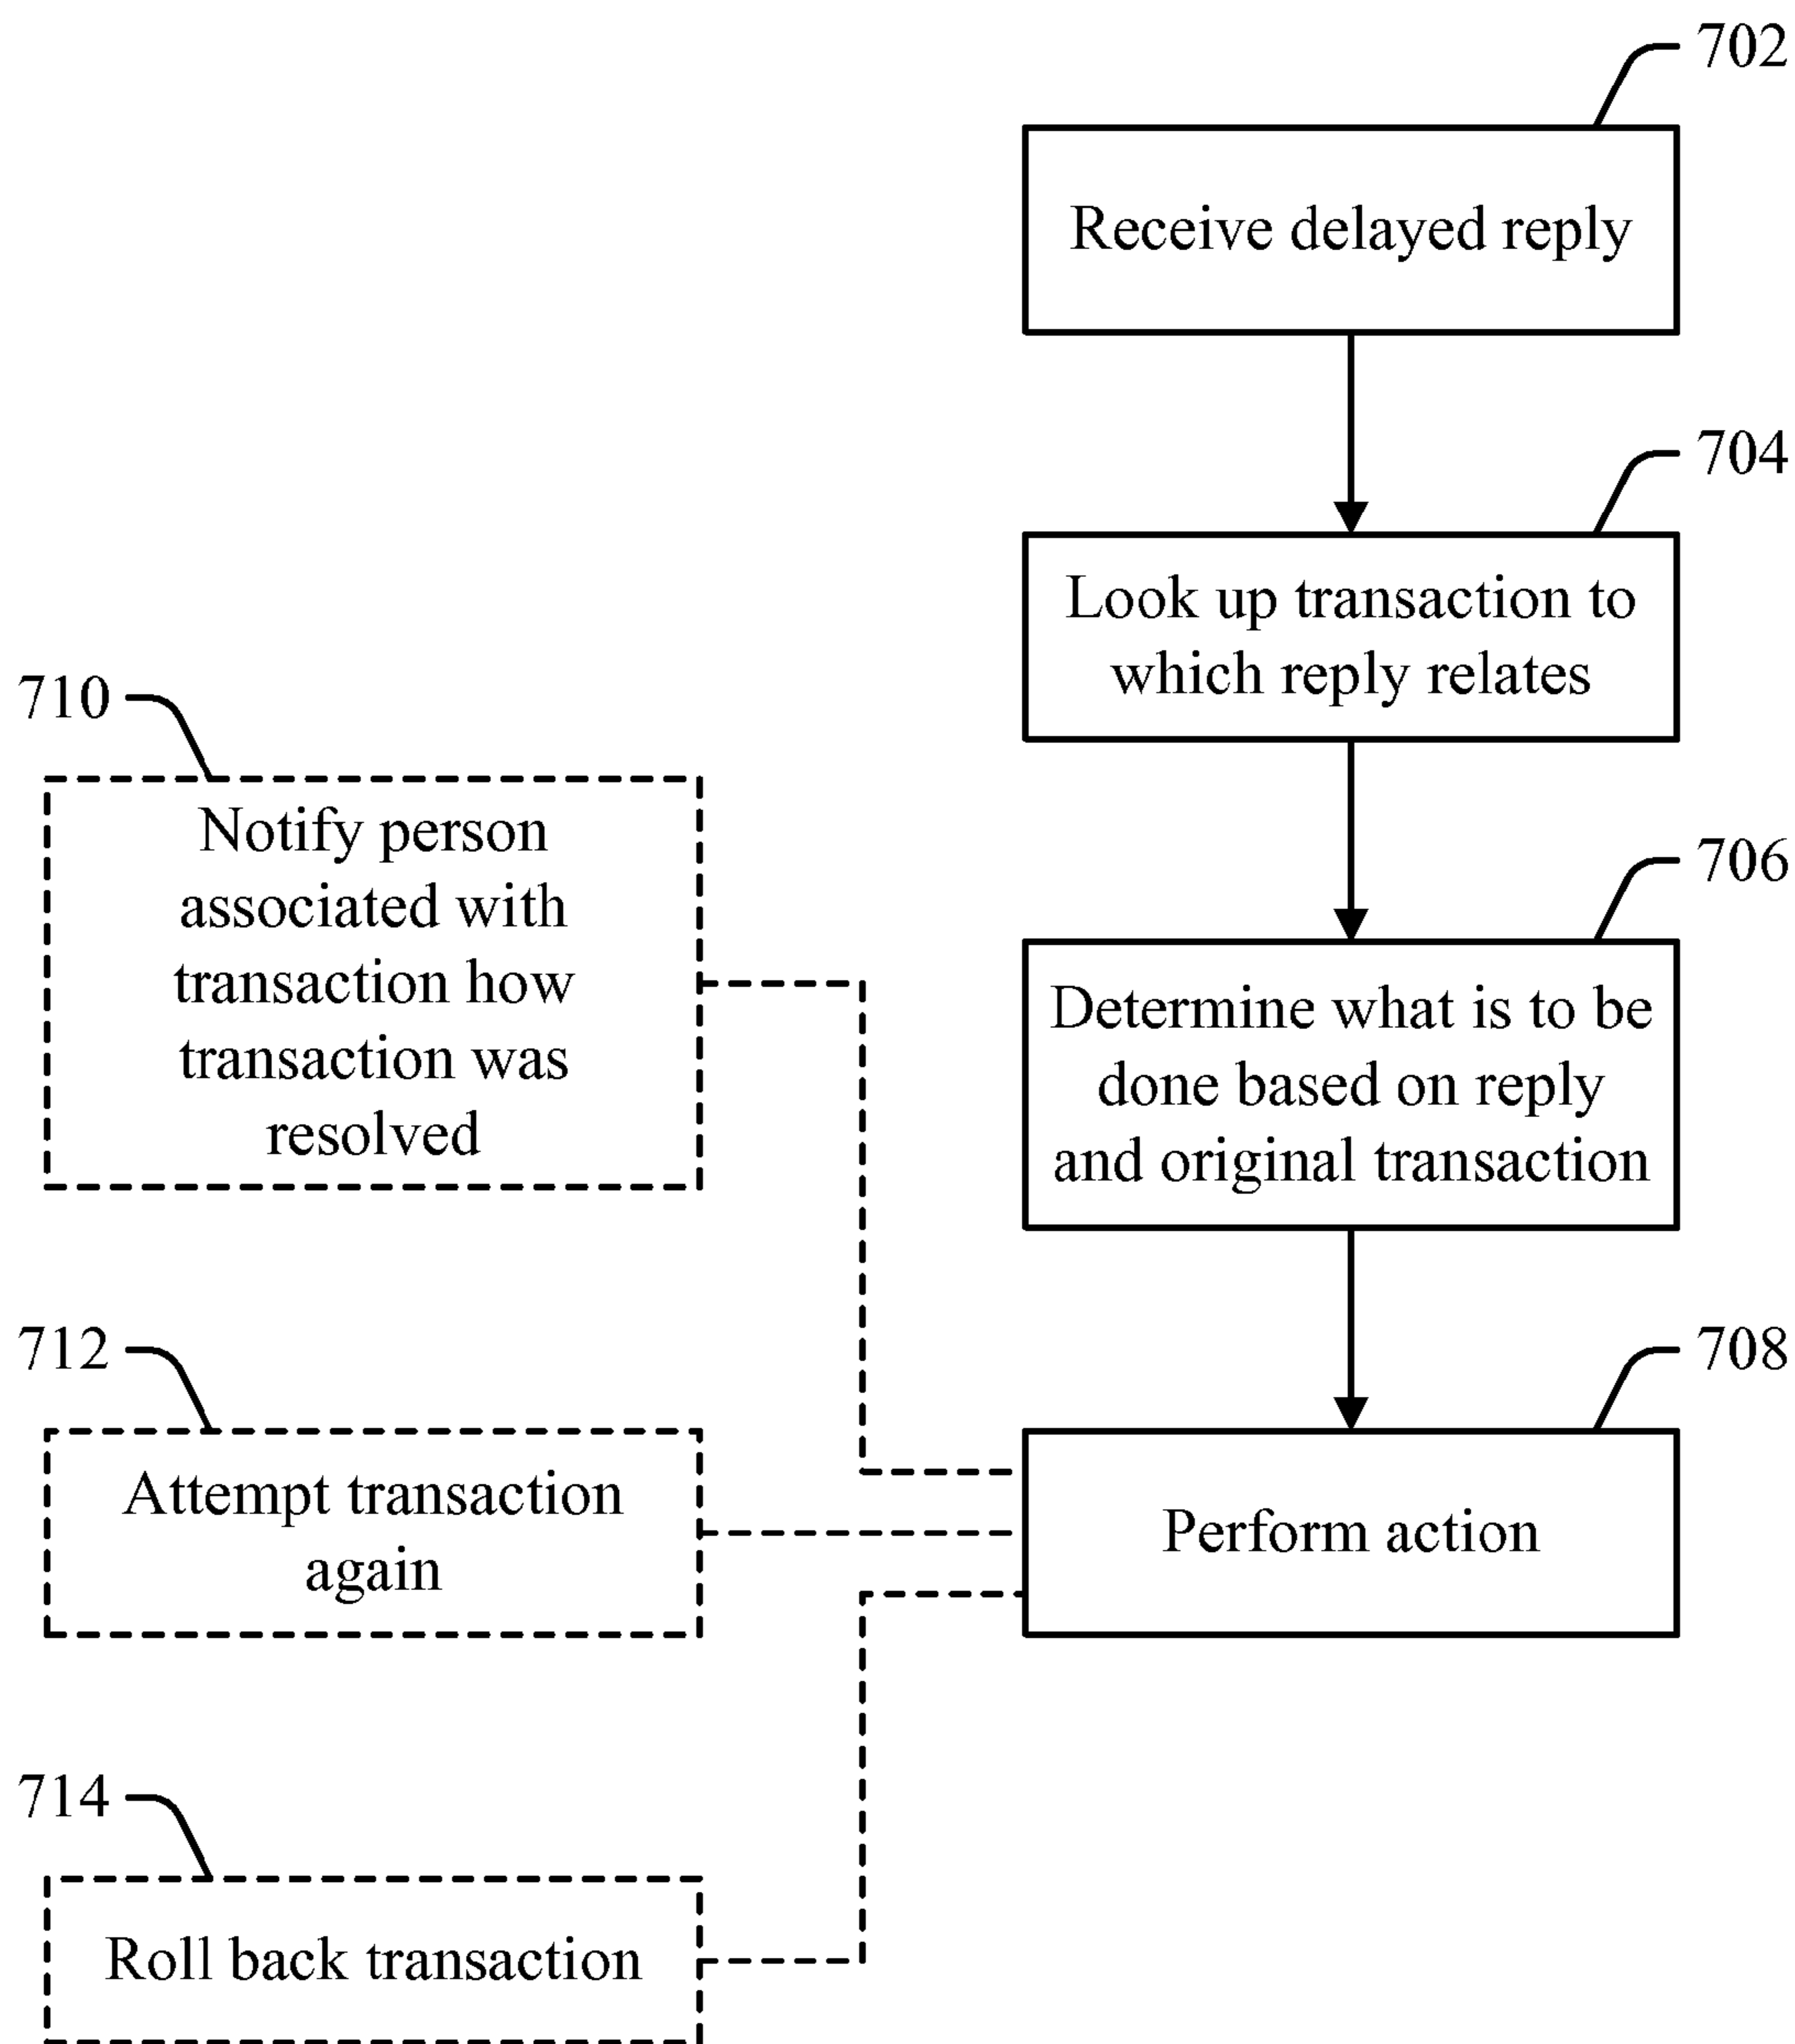 702
Receive delayed reply
704
Look up transaction to
which reply relates
706
Determine what is to be
done based on reply
and original transaction
708
Perform action
710
Notify person
associated with
transaction how
transaction was
resolved
712
Attempt transaction
again
714
Roll back transaction